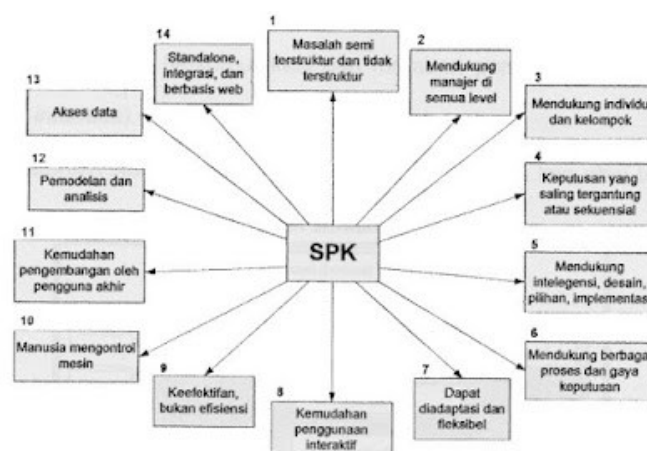 1
Masalah semi
terstruktur dan tidak
terstruktur
2
Mendukung
manajer di
semua level
3
Mendukung individu
dan kelompok
4
Keputusan yang
saling tergantung
atau sekuensial
5
Mendukung
intelegensi, desain,
pilihan, implementas
6
Mendukung berbaga
proses dan gaya
keputusan
7
Dapat
diadaptasi dan
fleksibel
8
Kemudahan
penggunaan
interaktif
9
Keefektifan,
bukan efisiensi
10
Manusia mengontrol
mesin
11
Kemudahan
pengembangan oleh
pengguna akhir
12
Pemodelan dan
analisis
13
Akses data
14
Standalone,
integrasi, dan
berbasis web
SPK